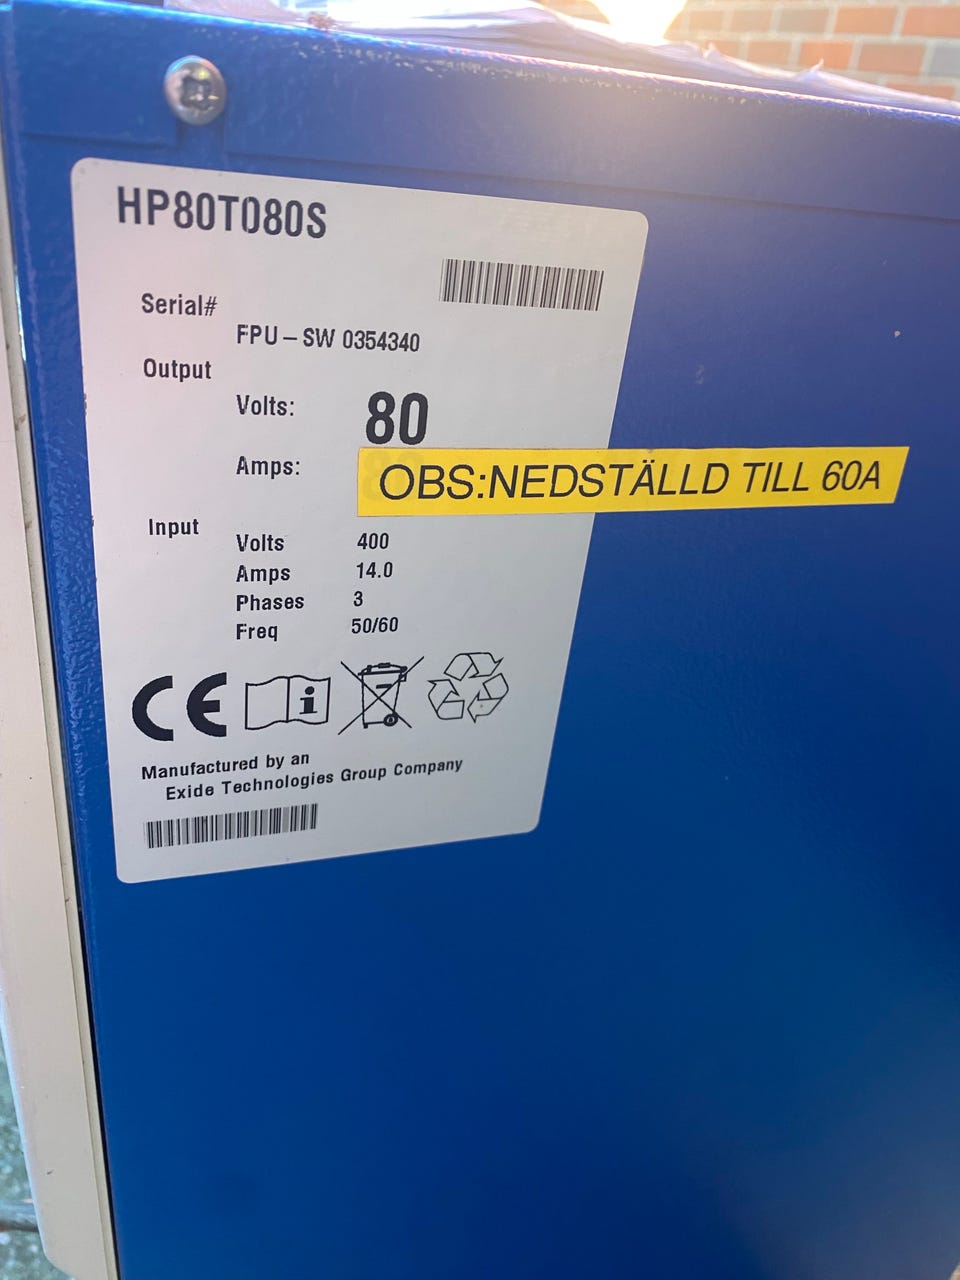 HP80T080S
Serial#
FPU–SW 0354340
Output
Volts: 80
Amps:
OBS:NEDSTÄLLD TILL 60A
Input
Volts 400
Amps 14.0
Phases 3
Freq 50/60
CE
Manufactured by an
Exide Technologies Group Company